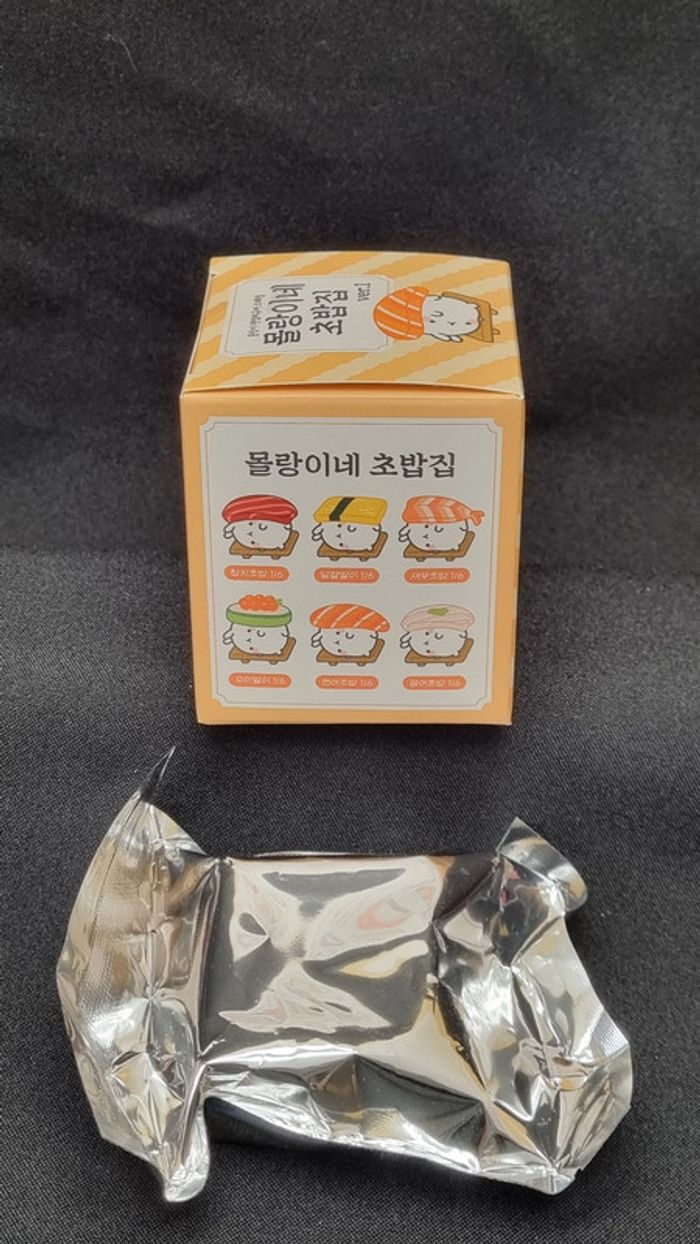 몰랑이네
초밥집
ver.1
몰랑이네 초밥집
참치초밥 1/6
달걀말이 1/6
새우초밥 1/6
오이말이 1/6
연어초밥 1/6
광어초밥 1/6